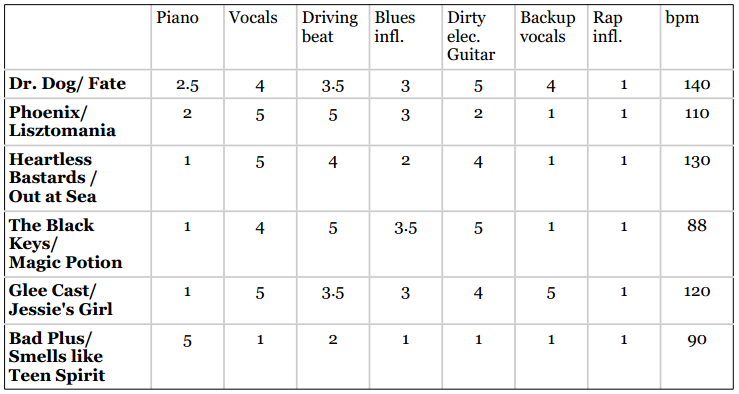 Piano Vocals Driving beat Blues infl. Dirty elec. Guitar Backup vocals Rap infl. bpm
Dr. Dog/ Fate 2.5 4 3.5 3 5 4 1 140
Phoenix/ Lisztomania 2 5 5 3 2 1 1 110
Heartless Bastards / Out at Sea 1 5 4 2 4 1 1 130
The Black Keys/ Magic Potion 1 4 5 3.5 5 1 1 88
Glee Cast/ Jessie's Girl 1 5 3.5 3 4 5 1 120
Bad Plus/ Smells like Teen Spirit 5 1 2 1 1 1 1 90